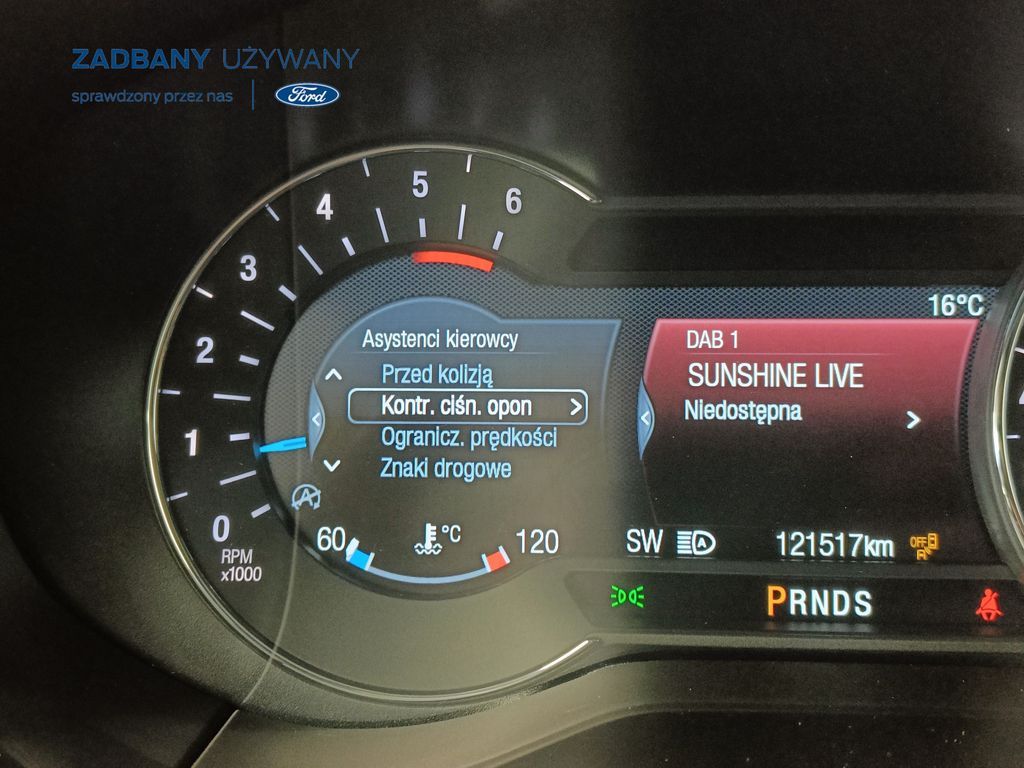 ZADBANY UŻYWANY
sprawdzony przez nas
Ford
5
4
6
3
2
1
0
RPM
x1000
16°C
Asystenci kierowcy
Przed kolizją
Kontr. ciśn. opon
Ogranicz. prędkości
Znaki drogowe
60
°C
120
DAB 1
SUNSHINE LIVE
Niedostępna
SW
A
121517km
OFF
PRNDS
A